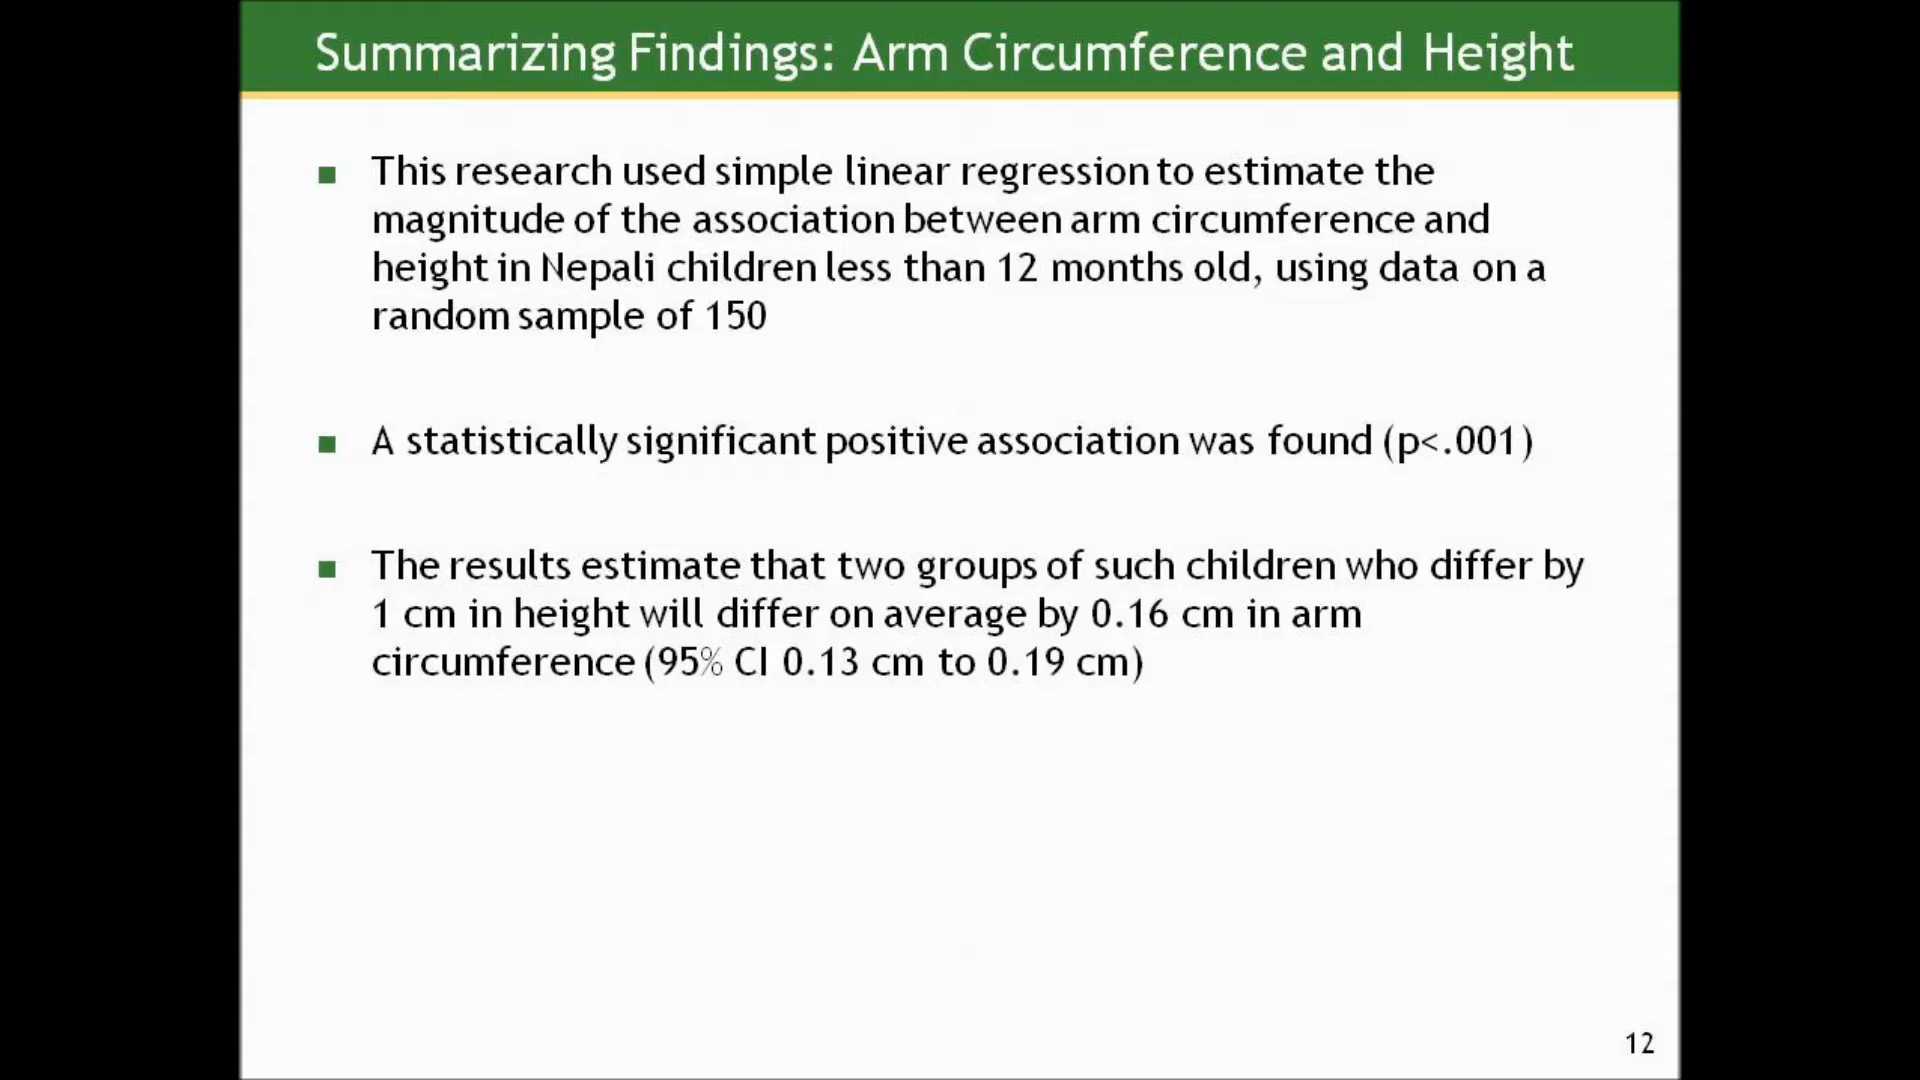 Summarizing Findings: Arm Circumference and Height
This research used simple linear regression to estimate the
magnitude of the association between arm circumference and
height in Nepali children less than 12 months old, using data on a
random sample of 150
A statistically significant positive association was found (p<.001)
The results estimate that two groups of such children who differ by
1 cm in height will differ on average by 0.16 cm in arm
circumference (95% CI 0.13 cm to 0.19 cm)
12